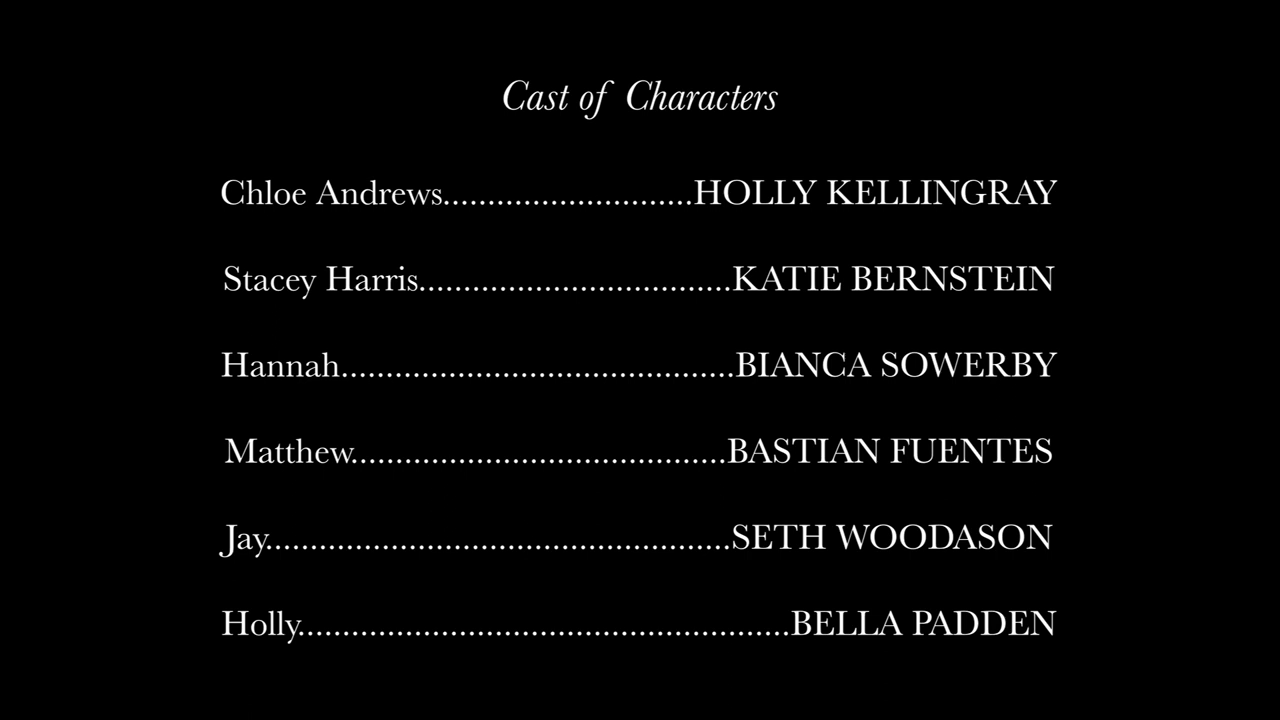 Cast of Characters
Chloe Andrews............................HOLLY KELLINGRAY
Stacey Harris...................................KATIE BERNSTEIN
Hannah............................................BIANCA SOWERBY
Matthew..........................................BASTIAN FUENTES
Jay....................................................SETH WOODASON
Holly.......................................................BELLA PADDEN